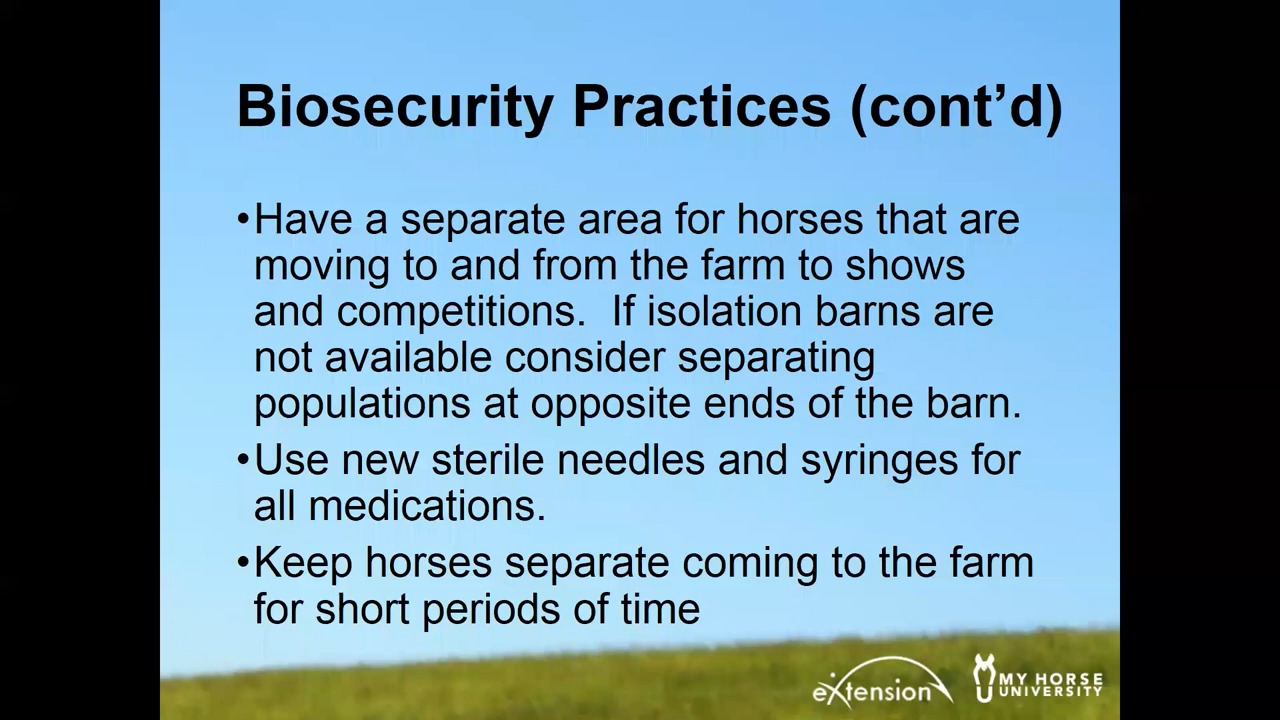 Biosecurity Practices (cont’d)
•Have a separate area for horses that are
moving to and from the farm to shows
and competitions.  If isolation barns are
not available consider separating
populations at opposite ends of the barn.
•Use new sterile needles and syringes for
all medications.
•Keep horses separate coming to the farm
for short periods of time
eXtension
MY HORSE
UNIVERSITY